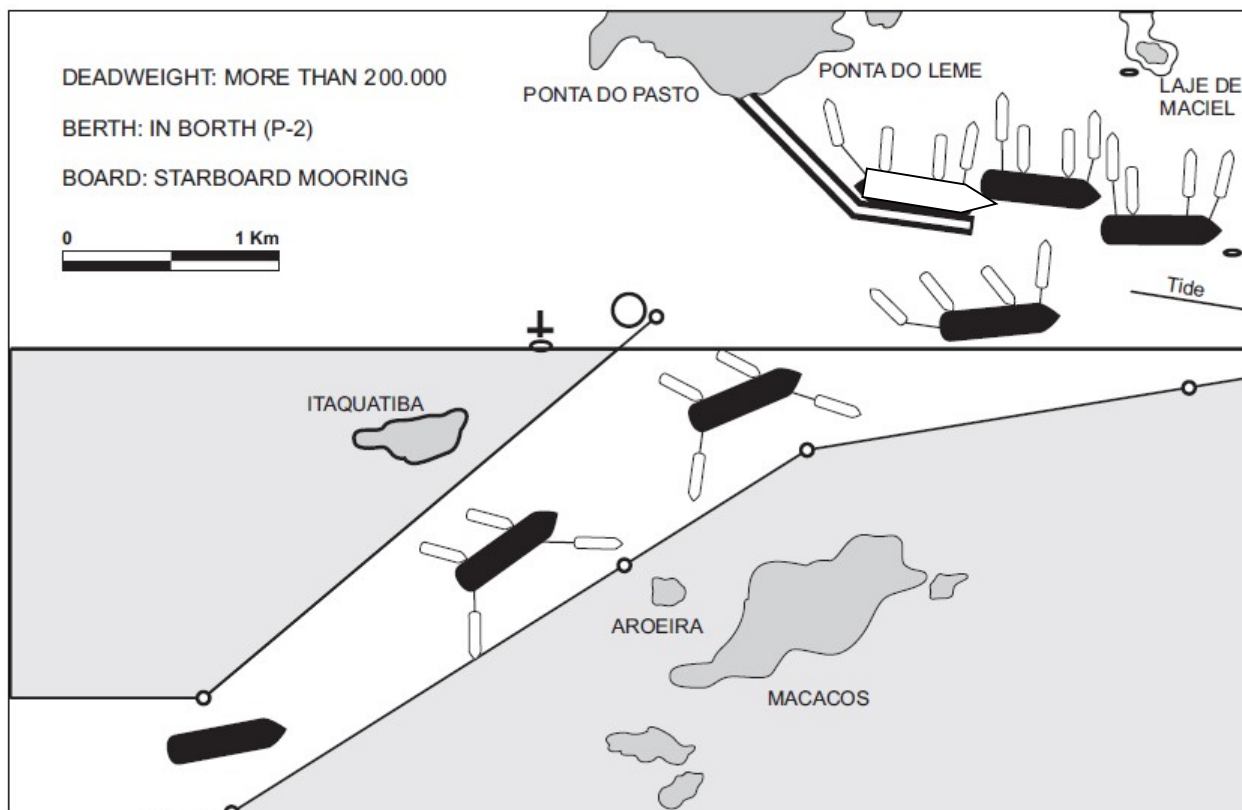 DEADWEIGHT: MORE THAN 200.000
BERTH: IN BORTH (P-2)
BOARD: STARBOARD MOORING
0 1 Km
PONTA DO PASTO
PONTA DO LEME
LAJE DE
MACIEL
Tide
ITAQUATIBA
AROEIRA
MACACOS